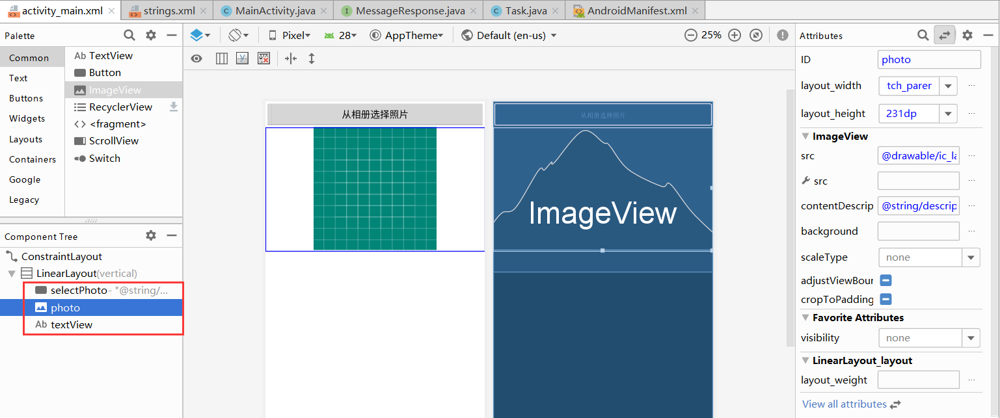 activity_main.xml
strings.xml
MainActivity.java
MessageResponse.java
Task.java
AndroidManifest.xml
Palette
Common
Text
Buttons
Widgets
Layouts
Containers
Google
Legacy
Ab TextView
Button
ImageView
RecyclerView
<fragment>
ScrollView
Switch
Component Tree
ConstraintLayout
LinearLayout(vertical)
selectPhoto- "@string/...
photo
Ab textView
Pixel
28
AppTheme
Default (en-us)
25%
从相册选择照片
从相册选择照片
ImageView
Attributes
ID photo
layout_width tch_parer ...
layout_height 231dp ...
ImageView
src @drawable/ic_la ...
src ...
contentDescrip @string/descrip ...
background ...
scaleType none
adjustViewBour
cropToPadding
Favorite Attributes
visibility none
LinearLayout_layout
layout_weight ...
View all attributes